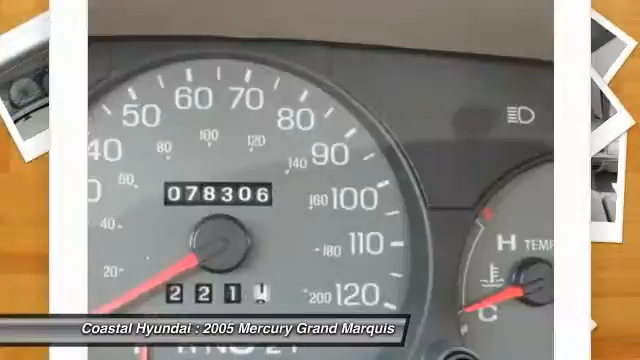 50 60 70 80
40 80 100 120 140 90
60 078306 160 100
40 180 110
20 221 200 120
H TEMP
C
Coastal Hyundai : 2005 Mercury Grand Marquis